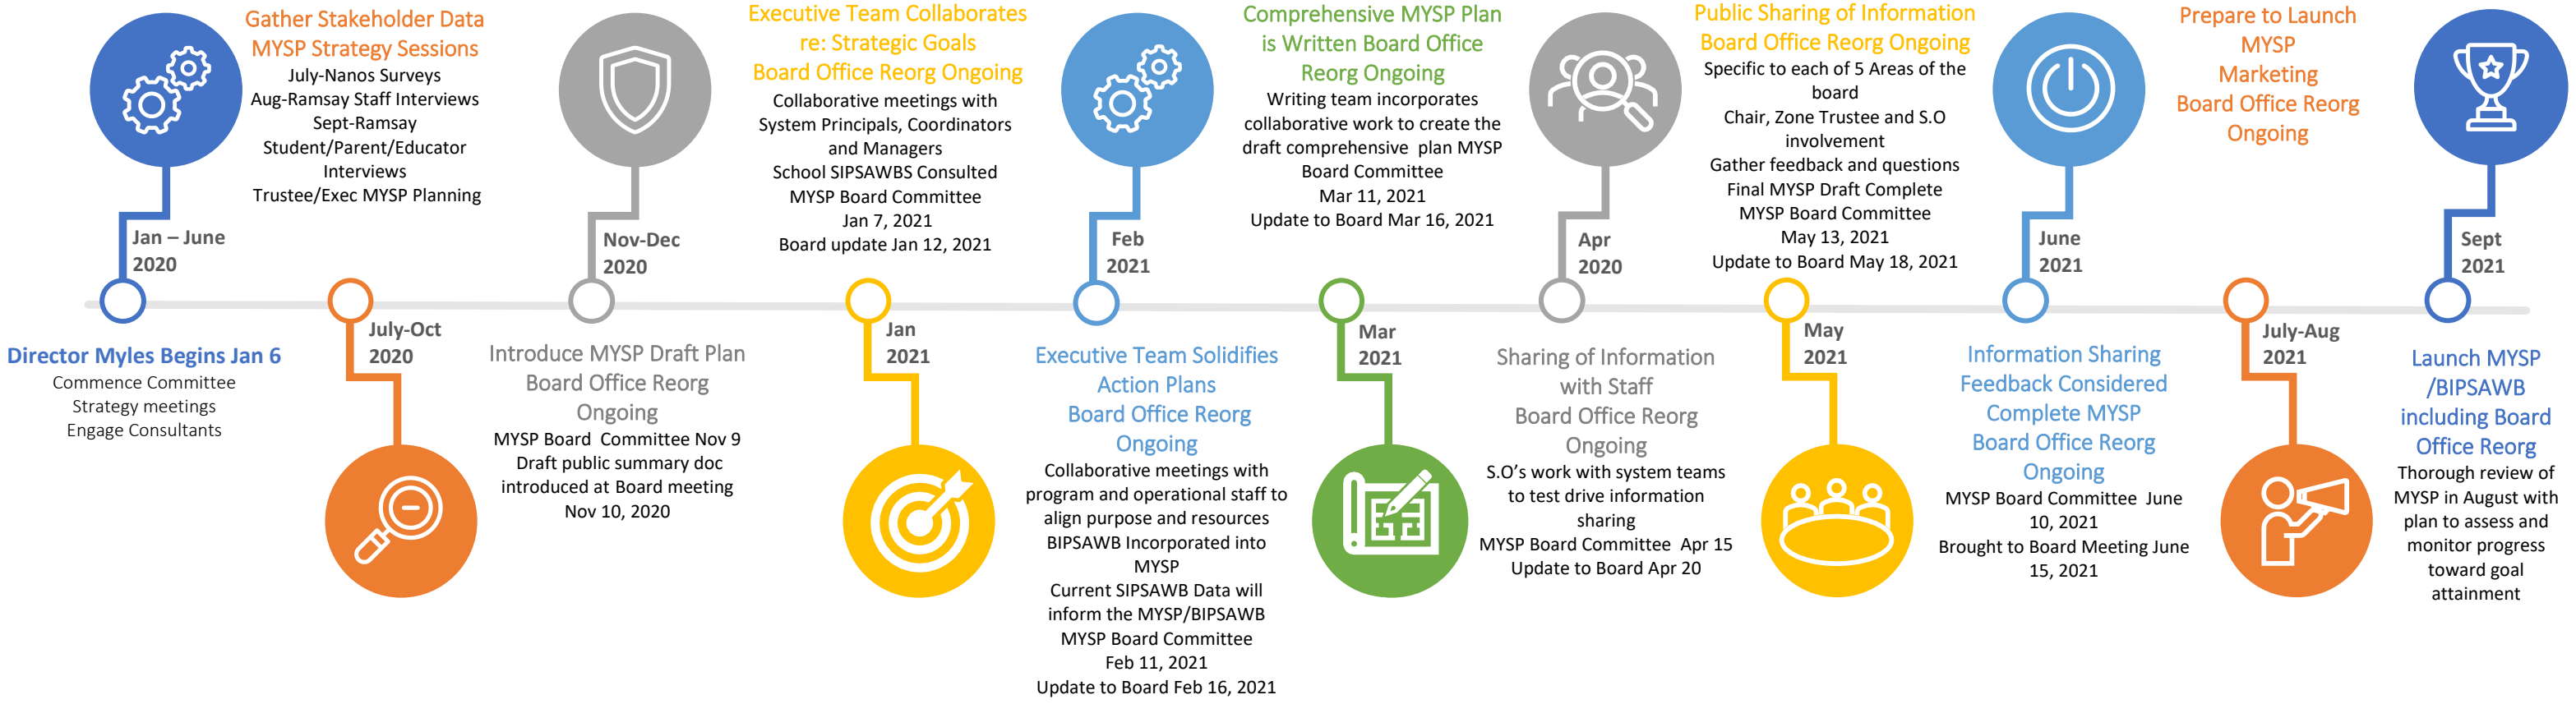 Jan – June
2020
Director Myles Begins Jan 6
Commence Committee
Strategy meetings
Engage Consultants
Gather Stakeholder Data
MYSP Strategy Sessions
July-Nanos Surveys
Aug-Ramsay Staff Interviews
Sept-Ramsay
Student/Parent/Educator
Interviews
Trustee/Exec MYSP Planning
July-Oct
2020
Nov-Dec
2020
Introduce MYSP Draft Plan
Board Office Reorg
Ongoing
MYSP Board  Committee Nov 9
Draft public summary doc
introduced at Board meeting
Nov 10, 2020
Executive Team Collaborates
re: Strategic Goals
Board Office Reorg Ongoing
Collaborative meetings with
System Principals, Coordinators
and Managers
School SIPSAWBS Consulted
MYSP Board Committee
Jan 7, 2021
Board update Jan 12, 2021
Jan
2021
Feb
2021
Executive Team Solidifies
Action Plans
Board Office Reorg
Ongoing
Collaborative meetings with
program and operational staff to
align purpose and resources
BIPSAWB Incorporated into
MYSP
Current SIPSAWB Data will
inform the MYSP/BIPSAWB
MYSP Board Committee
Feb 11, 2021
Update to Board Feb 16, 2021
Comprehensive MYSP Plan
is Written Board Office
Reorg Ongoing
Writing team incorporates
collaborative work to create the
draft comprehensive  plan MYSP
Board Committee
Mar 11, 2021
Update to Board Mar 16, 2021
Mar
2021
Apr
2020
Sharing of Information
with Staff
Board Office Reorg
Ongoing
S.O's work with system teams
to test drive information
sharing
MYSP Board Committee  Apr 15
Update to Board Apr 20
Public Sharing of Information
Board Office Reorg Ongoing
Specific to each of 5 Areas of the
board
Chair, Zone Trustee and S.O
involvement
Gather feedback and questions
Final MYSP Draft Complete
MYSP Board Committee
May 13, 2021
Update to Board May 18, 2021
May
2021
June
2021
Information Sharing
Feedback Considered
Complete MYSP
Board Office Reorg
Ongoing
MYSP Board Committee  June
10, 2021
Brought to Board Meeting June
15, 2021
Prepare to Launch
MYSP
Marketing
Board Office Reorg
Ongoing
July-Aug
2021
Sept
2021
Launch MYSP
/BIPSAWB
including Board
Office Reorg
Thorough review of
MYSP in August with
plan to assess and
monitor progress
toward goal
attainment